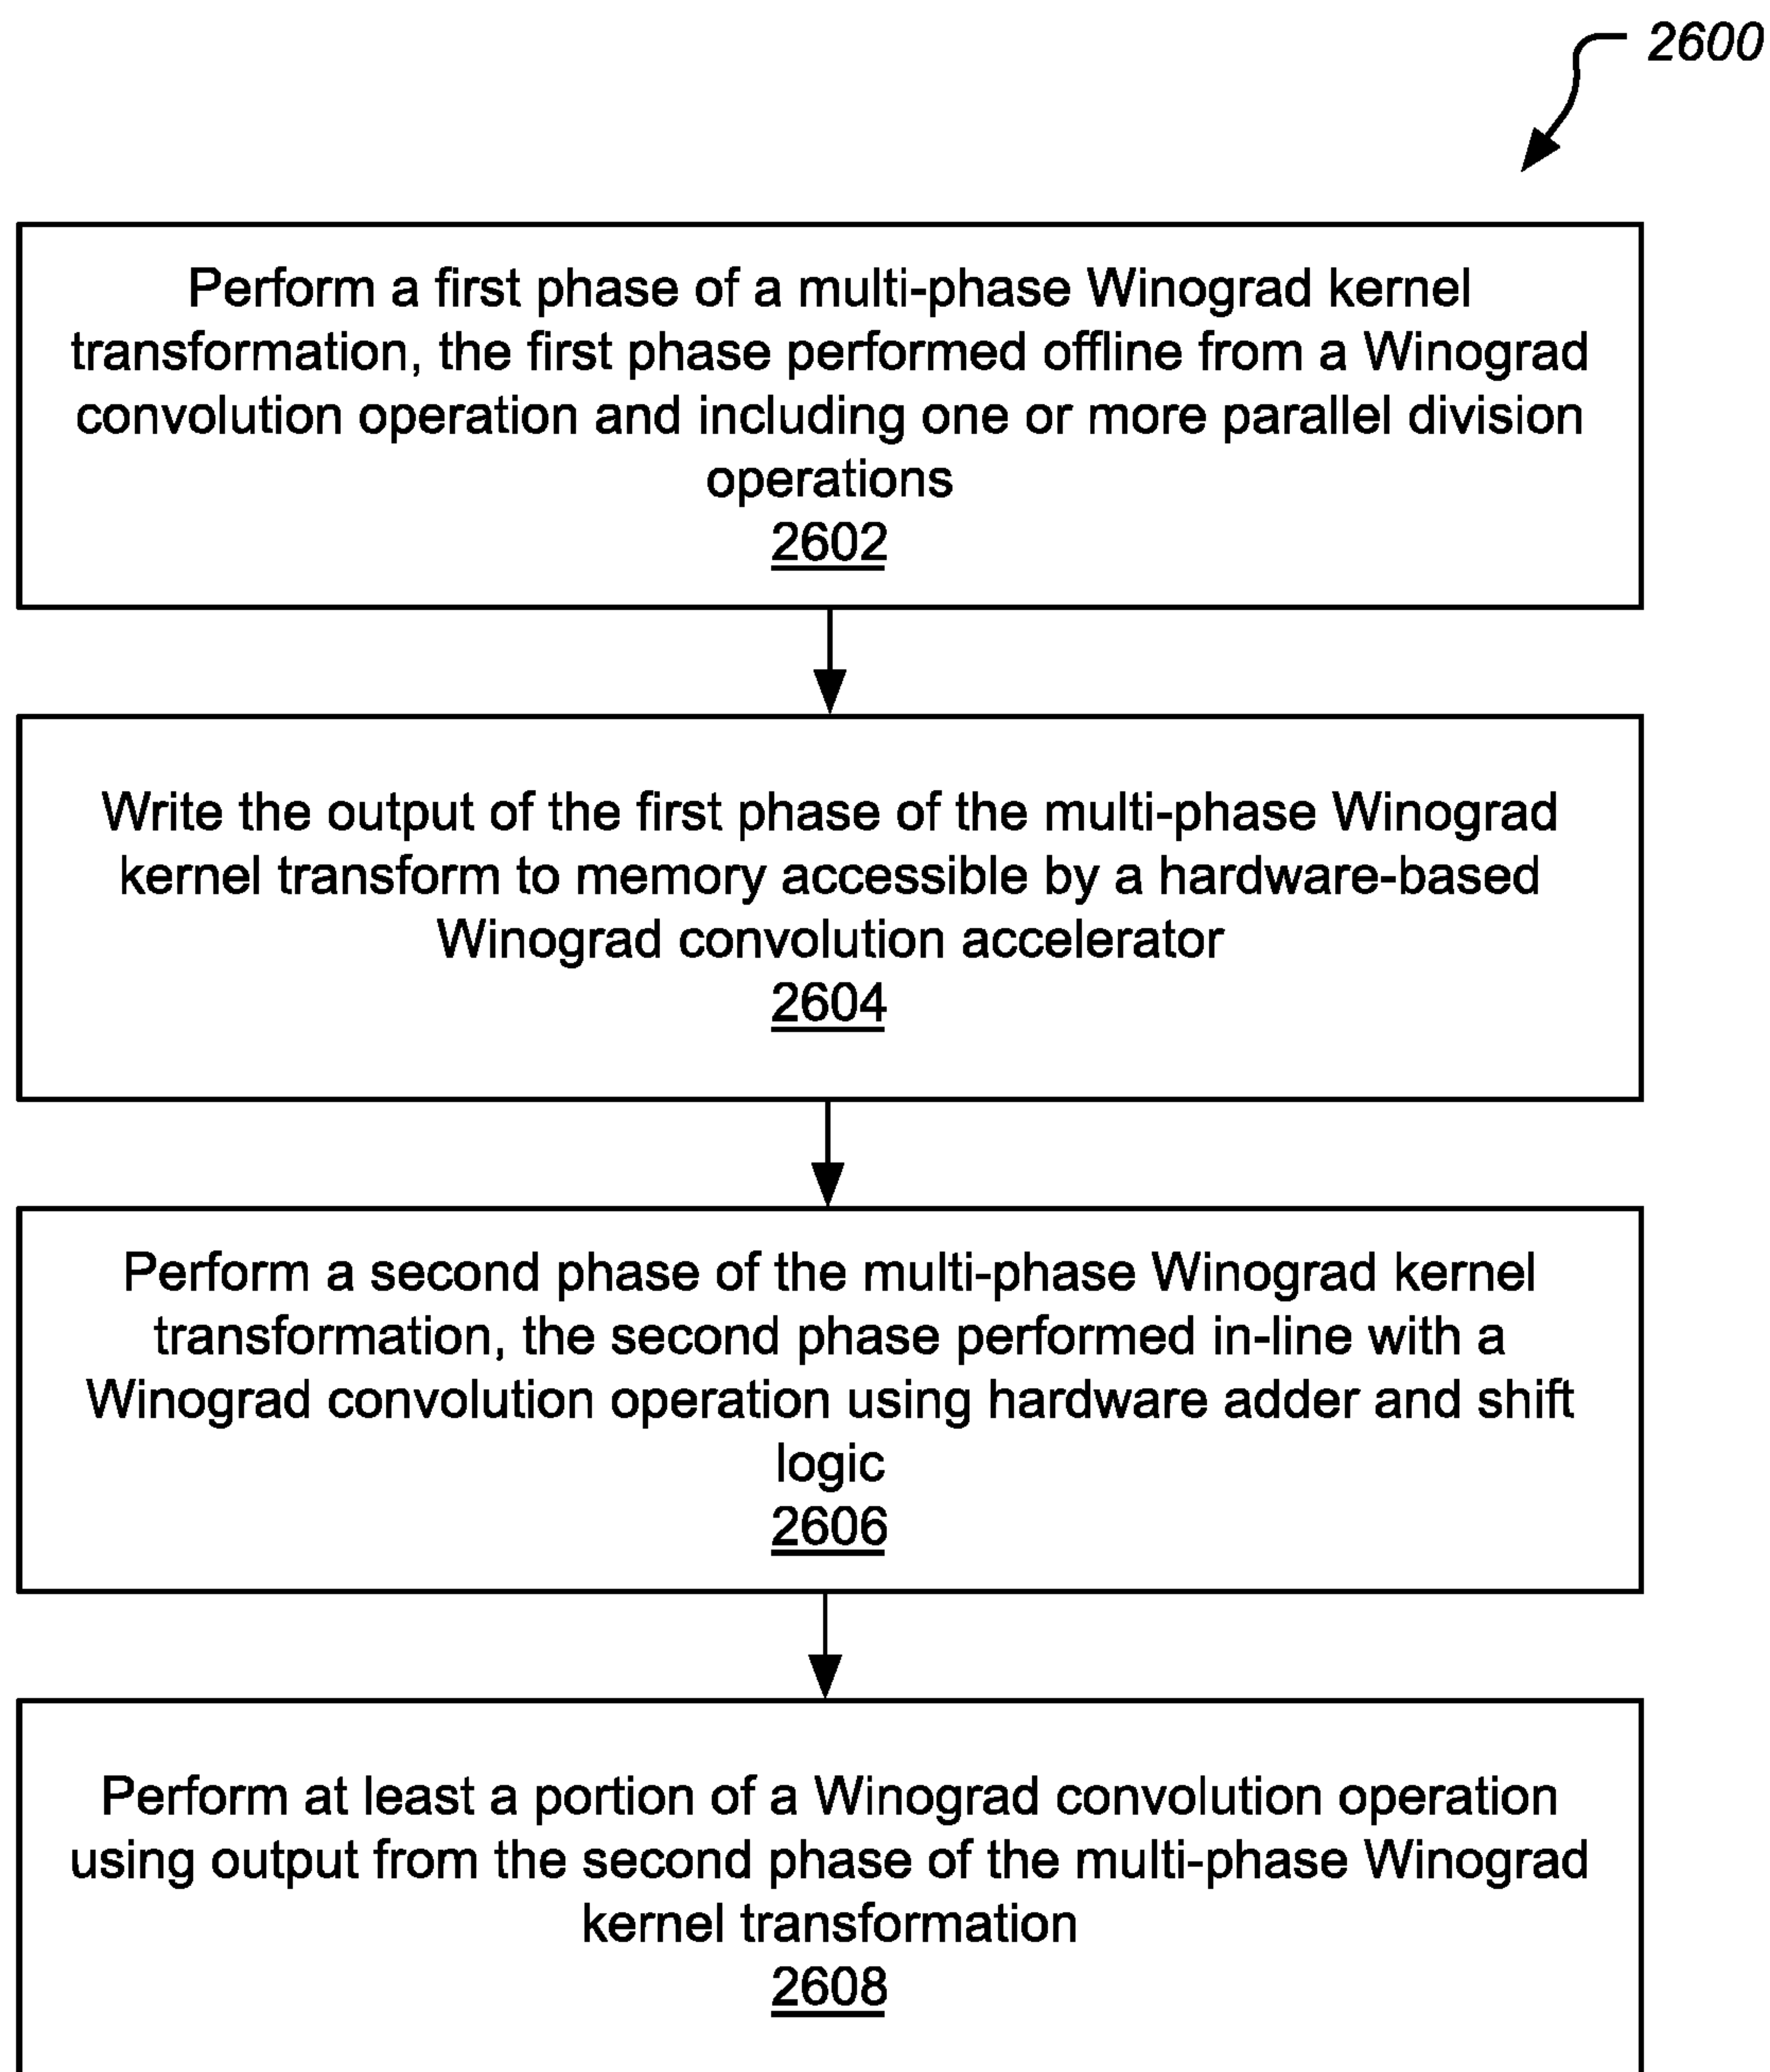 2600
Perform a first phase of a multi-phase Winograd kernel
transformation, the first phase performed offline from a Winograd
convolution operation and including one or more parallel division
operations
2602
Write the output of the first phase of the multi-phase Winograd
kernel transform to memory accessible by a hardware-based
Winograd convolution accelerator
2604
Perform a second phase of the multi-phase Winograd kernel
transformation, the second phase performed in-line with a
Winograd convolution operation using hardware adder and shift
logic
2606
Perform at least a portion of a Winograd convolution operation
using output from the second phase of the multi-phase Winograd
kernel transformation
2608